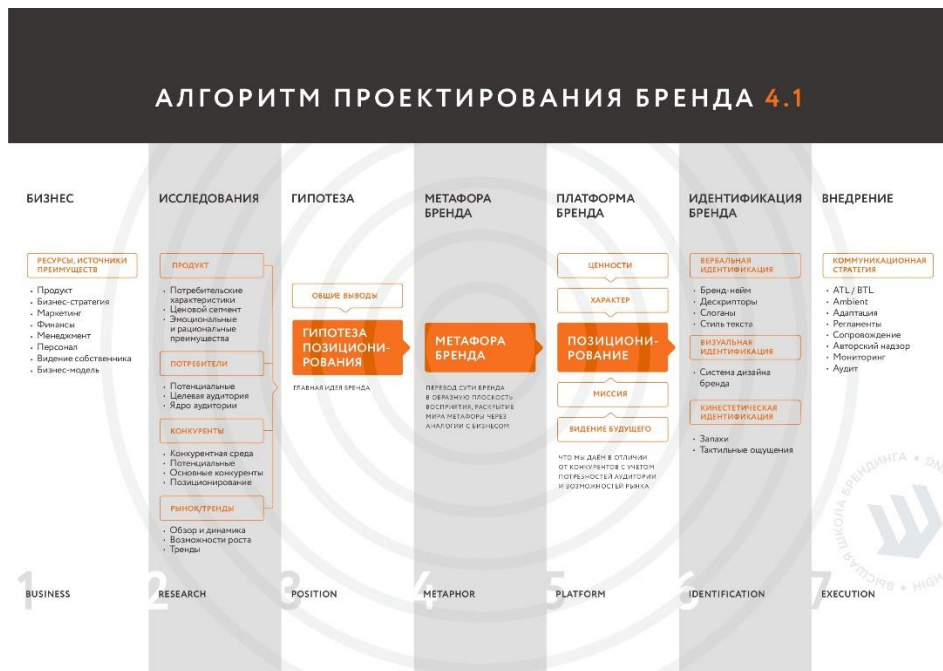 АЛГОРИТМ ПРОЕКТИРОВАНИЯ БРЕНДА 4.1
БИЗНЕС
РЕСУРСЫ, ИСТОЧНИКИ
ПРЕИМУЩЕСТВ
• Продукт
• Бизнес-стратегия
• Маркетинг
• Финансы
• Менеджмент
• Персонал
• Видение собственника
• Бизнес-модель
1
BUSINESS
ИССЛЕДОВАНИЯ
ПРОДУКТ
• Потребительские
характеристики
• Ценовой сегмент
• Эмоциональные
и рациональные
преимущества
ПОТРЕБИТЕЛИ
• Потенциальные
• Целевая аудитория
• Ядро аудитории
КОНКУРЕНТЫ
• Конкурентная среда
• Потенциальные
• Основные конкуренты
• Позиционирование
РЫНОК/ТРЕНДЫ
• Обзор и динамика
• Возможности роста
• Тренды
2
RESEARCH
ГИПОТЕЗА
ОБЩИЕ ВЫВОДЫ
ГИПОТЕЗА
ПОЗИЦИОНИ-
РОВАНИЯ
ГЛАВНАЯ ИДЕЯ БРЕНДА
3
POSITION
МЕТАФОРА
БРЕНДА
МЕТАФОРА
БРЕНДА
ПЕРЕВОД СУТИ БРЕНДА
В ОБРАЗНУЮ ПЛОСКОСТЬ
ВОСПРИЯТИЯ, РАСКРЫТИЕ
МИРА МЕТАФОРЫ ЧЕРЕЗ
АНАЛОГИИ С БИЗНЕСОМ
4
METAPHOR
ПЛАТФОРМА
БРЕНДА
ЦЕННОСТИ
ХАРАКТЕР
ПОЗИЦИОНИ-
РОВАНИЕ
МИССИЯ
ВИДЕНИЕ БУДУЩЕГО
ЧТО МЫ ДАЁМ В ОТЛИЧИИ
ОТ КОНКУРЕНТОВ С УЧЕТОМ
ПОТРЕБНОСТЕЙ АУДИТОРИИ
И ВОЗМОЖНОСТЕЙ РЫНКА
5
PLATFORM
ИДЕНТИФИКАЦИЯ
БРЕНДА
ВЕРБАЛЬНАЯ
ИДЕНТИФИКАЦИЯ
• Бренд-нейм
• Дескрипторы
• Слоганы
• Стиль текста
ВИЗУАЛЬНАЯ
ИДЕНТИФИКАЦИЯ
• Система дизайна
бренда
КИНЕСТЕТИЧЕСКАЯ
ИДЕНТИФИКАЦИЯ
• Запахи
• Тактильные ощущения
6
IDENTIFICATION
ВНЕДРЕНИЕ
КОММУНИКАЦИОННАЯ
СТРАТЕГИЯ
• ATL / BTL
• Ambient
• Адаптация
• Регламенты
• Сопровождение
• Авторский надзор
• Мониторинг
• Аудит
7
EXECUTION
ВЫСШАЯ ШКОЛА БРЕНДИНГА • HIGH